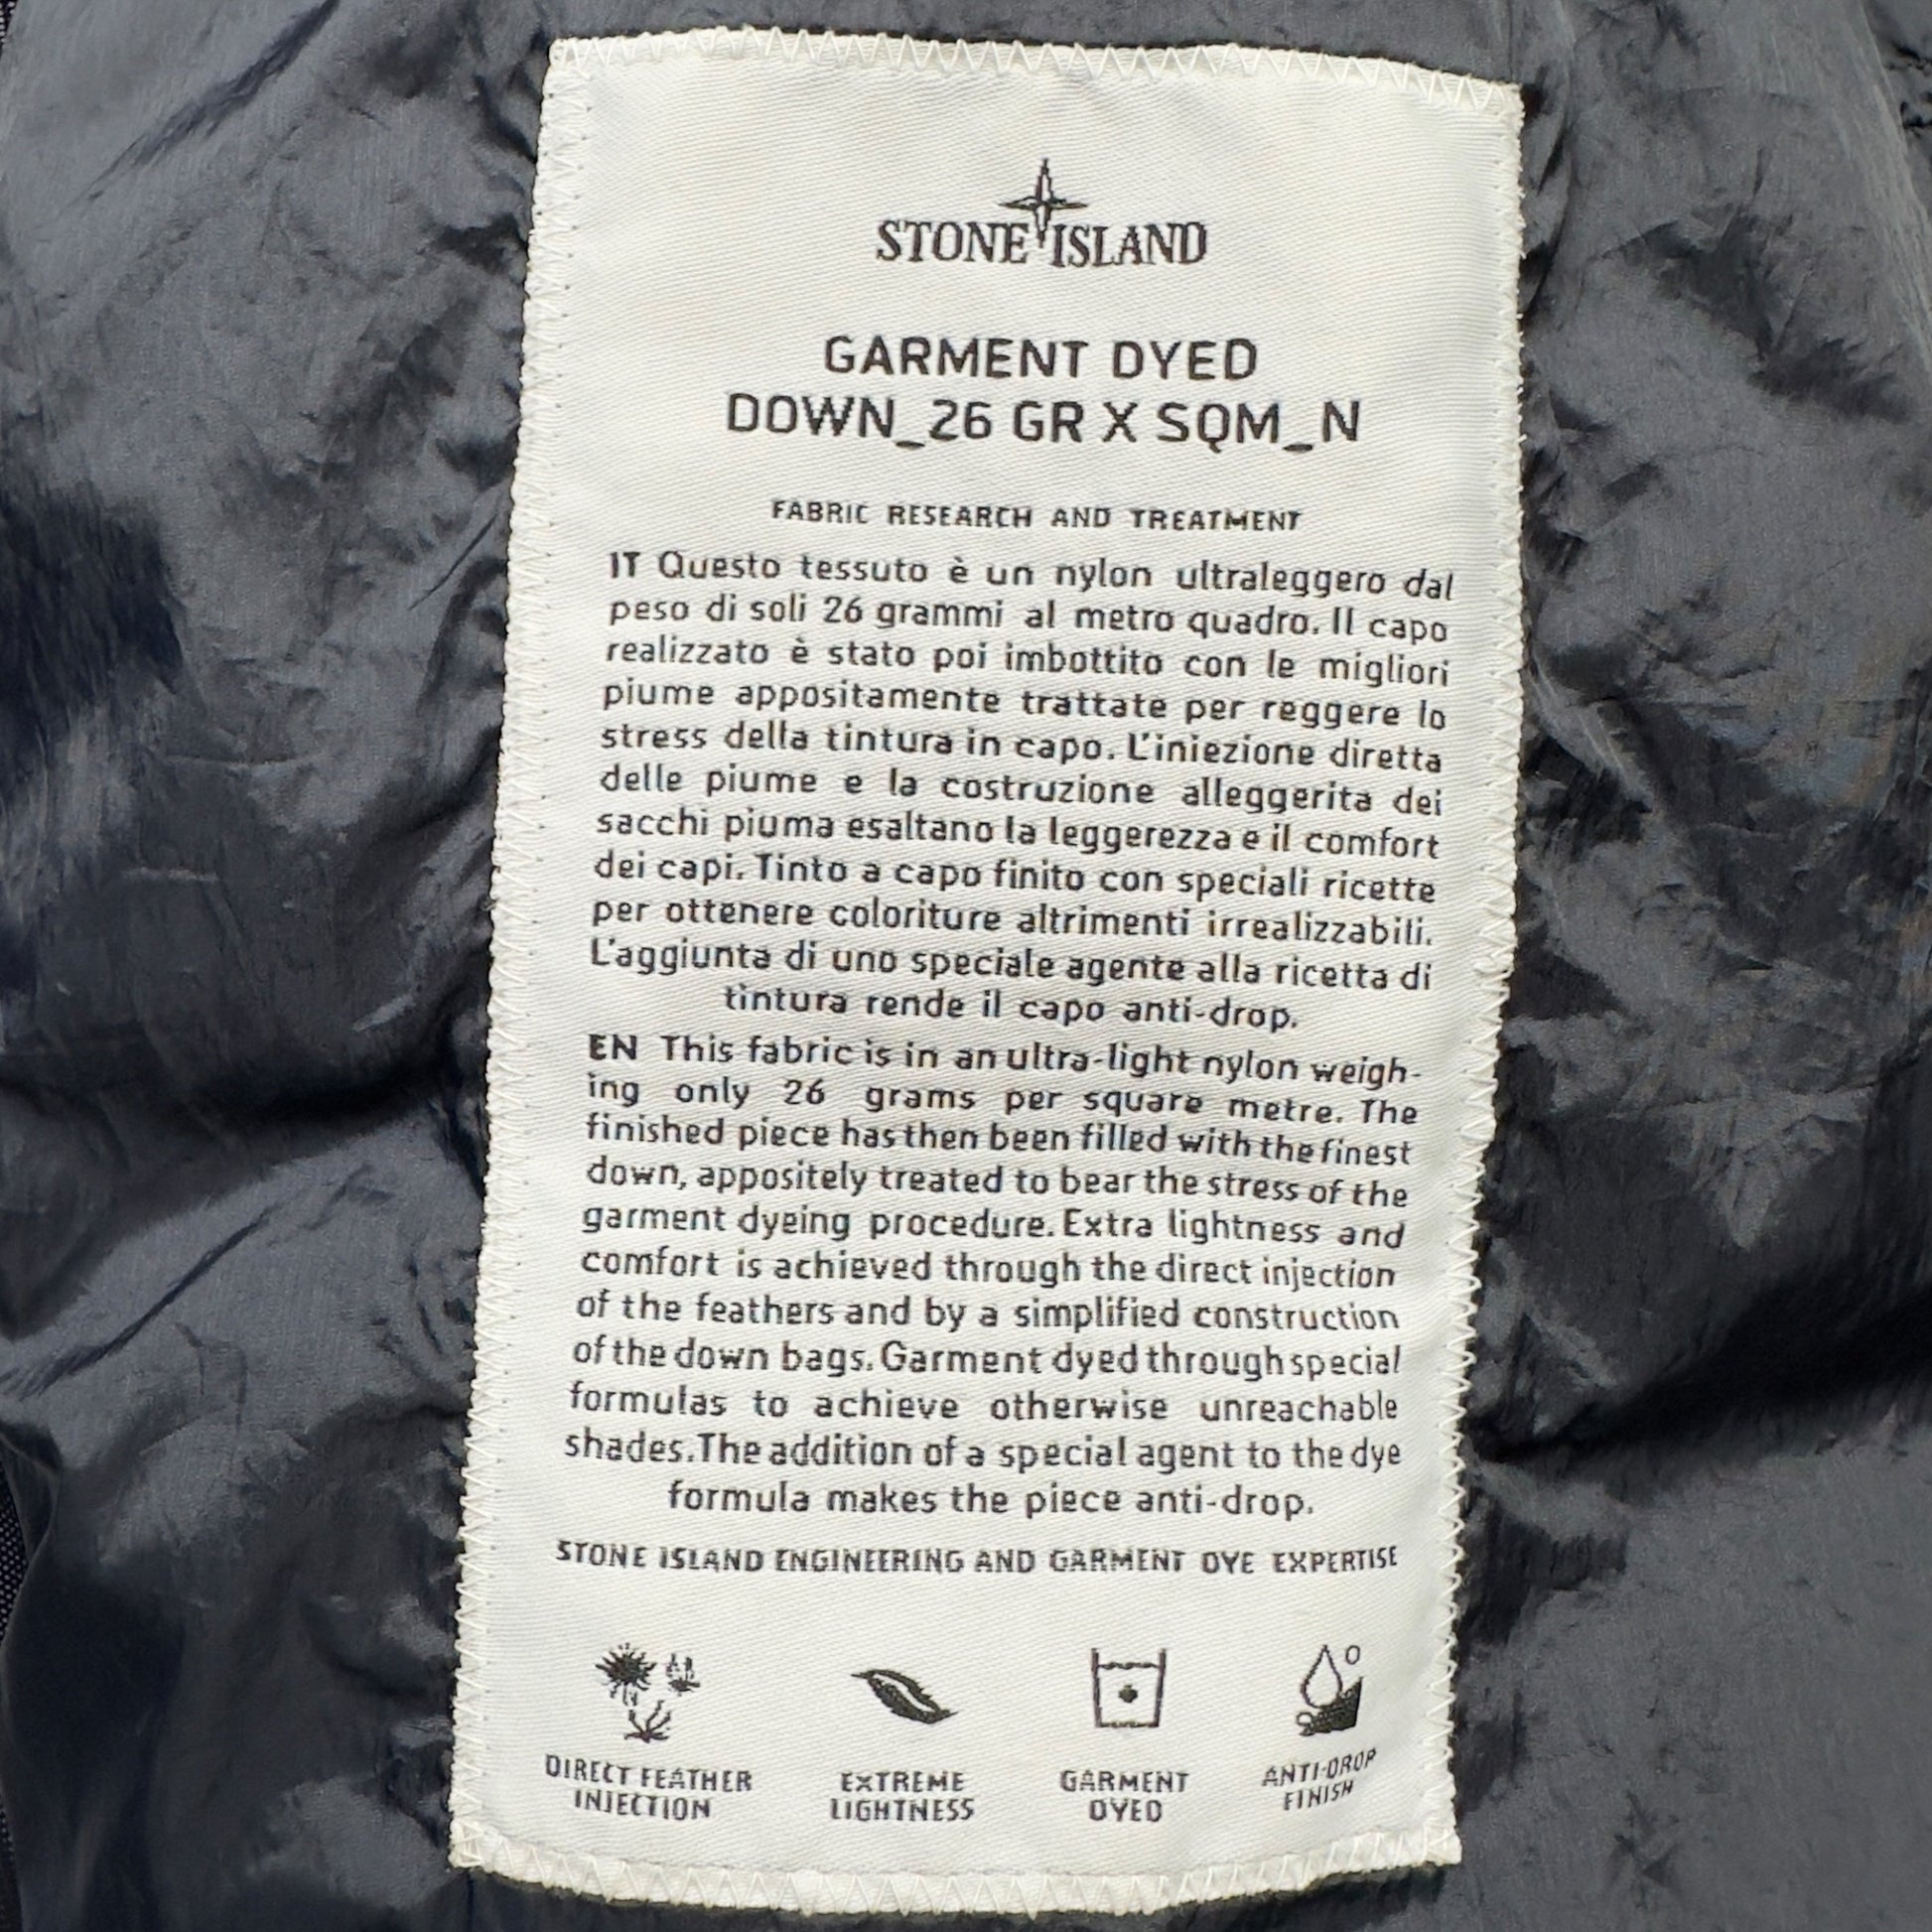 STONE ISLAND
GARMENT DYED
DOWN_26 GR X SQM_N
FABRIC RESEARCH AND TREATMENT
IT Questo tessuto è un nylon ultraleggero dal
peso di soli 26 grammi al metro quadro. Il capo
realizzato è stato poi imbottito con le migliori
piume appositamente trattate per reggere lo
stress della tintura in capo. L'iniezione diretta
delle piume e la costruzione alleggerita dei
sacchi piuma esaltano la leggerezza e il comfort
dei capi. Tinto a capo finito con speciali ricette
per ottenere coloriture altrimenti irrealizzabili.
L'aggiunta di uno speciale agente alla ricetta di
tintura rende il capo anti-drop.
EN This fabric is in an ultra-light nylon weigh-
ing only 26 grams per square metre. The
finished piece has then been filled with the finest
down, appositely treated to bear the stress of the
garment dyeing procedure. Extra lightness and
comfort is achieved through the direct injection
of the feathers and by a simplified construction
of the down bags. Garment dyed through special
formulas to achieve otherwise unreachable
shades. The addition of a special agent to the dye
formula makes the piece anti-drop.
STONE ISLAND ENGINEERING AND GARMENT DYE EXPERTISE
DIRECT FEATHER INJECTION
EXTREME LIGHTNESS
GARMENT DYED
ANTI-DROP FINISH